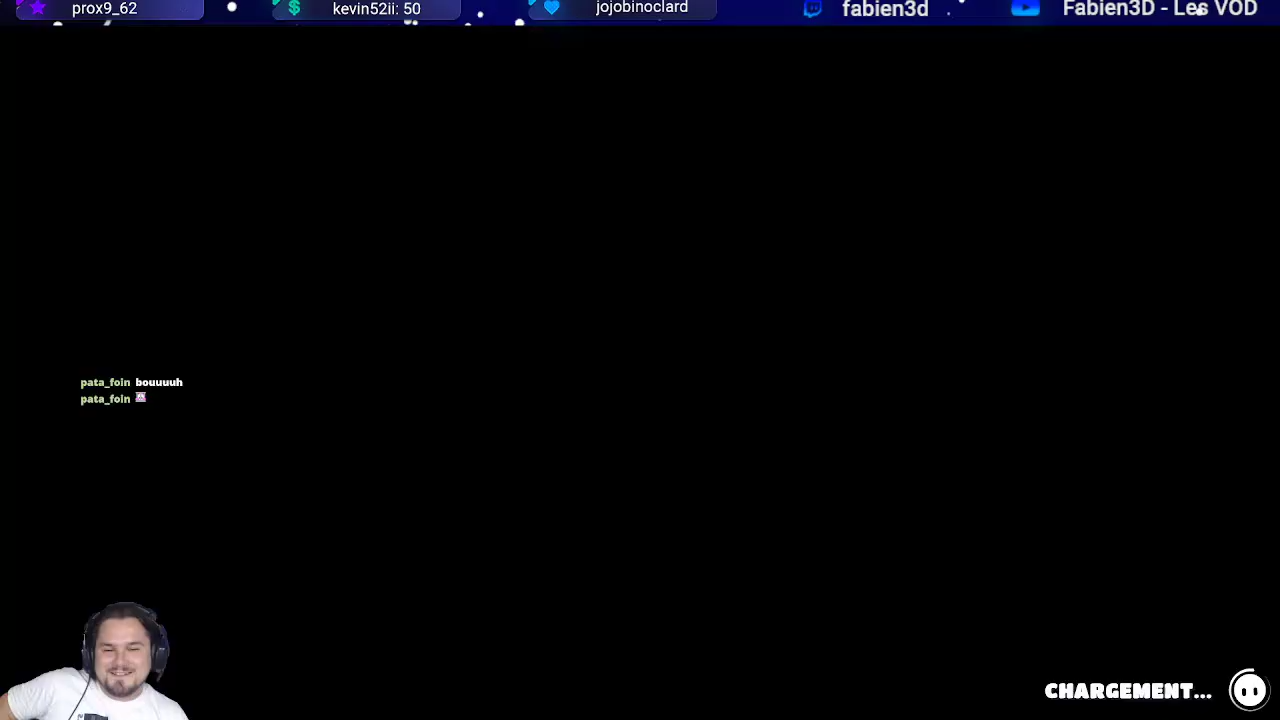 prox9_62
kevin52ii: 50
jojobinoclard
fabien3d
Fabien3D - Les VOD
pata_foin bouuuuh
pata_foin
CHARGEMENT...